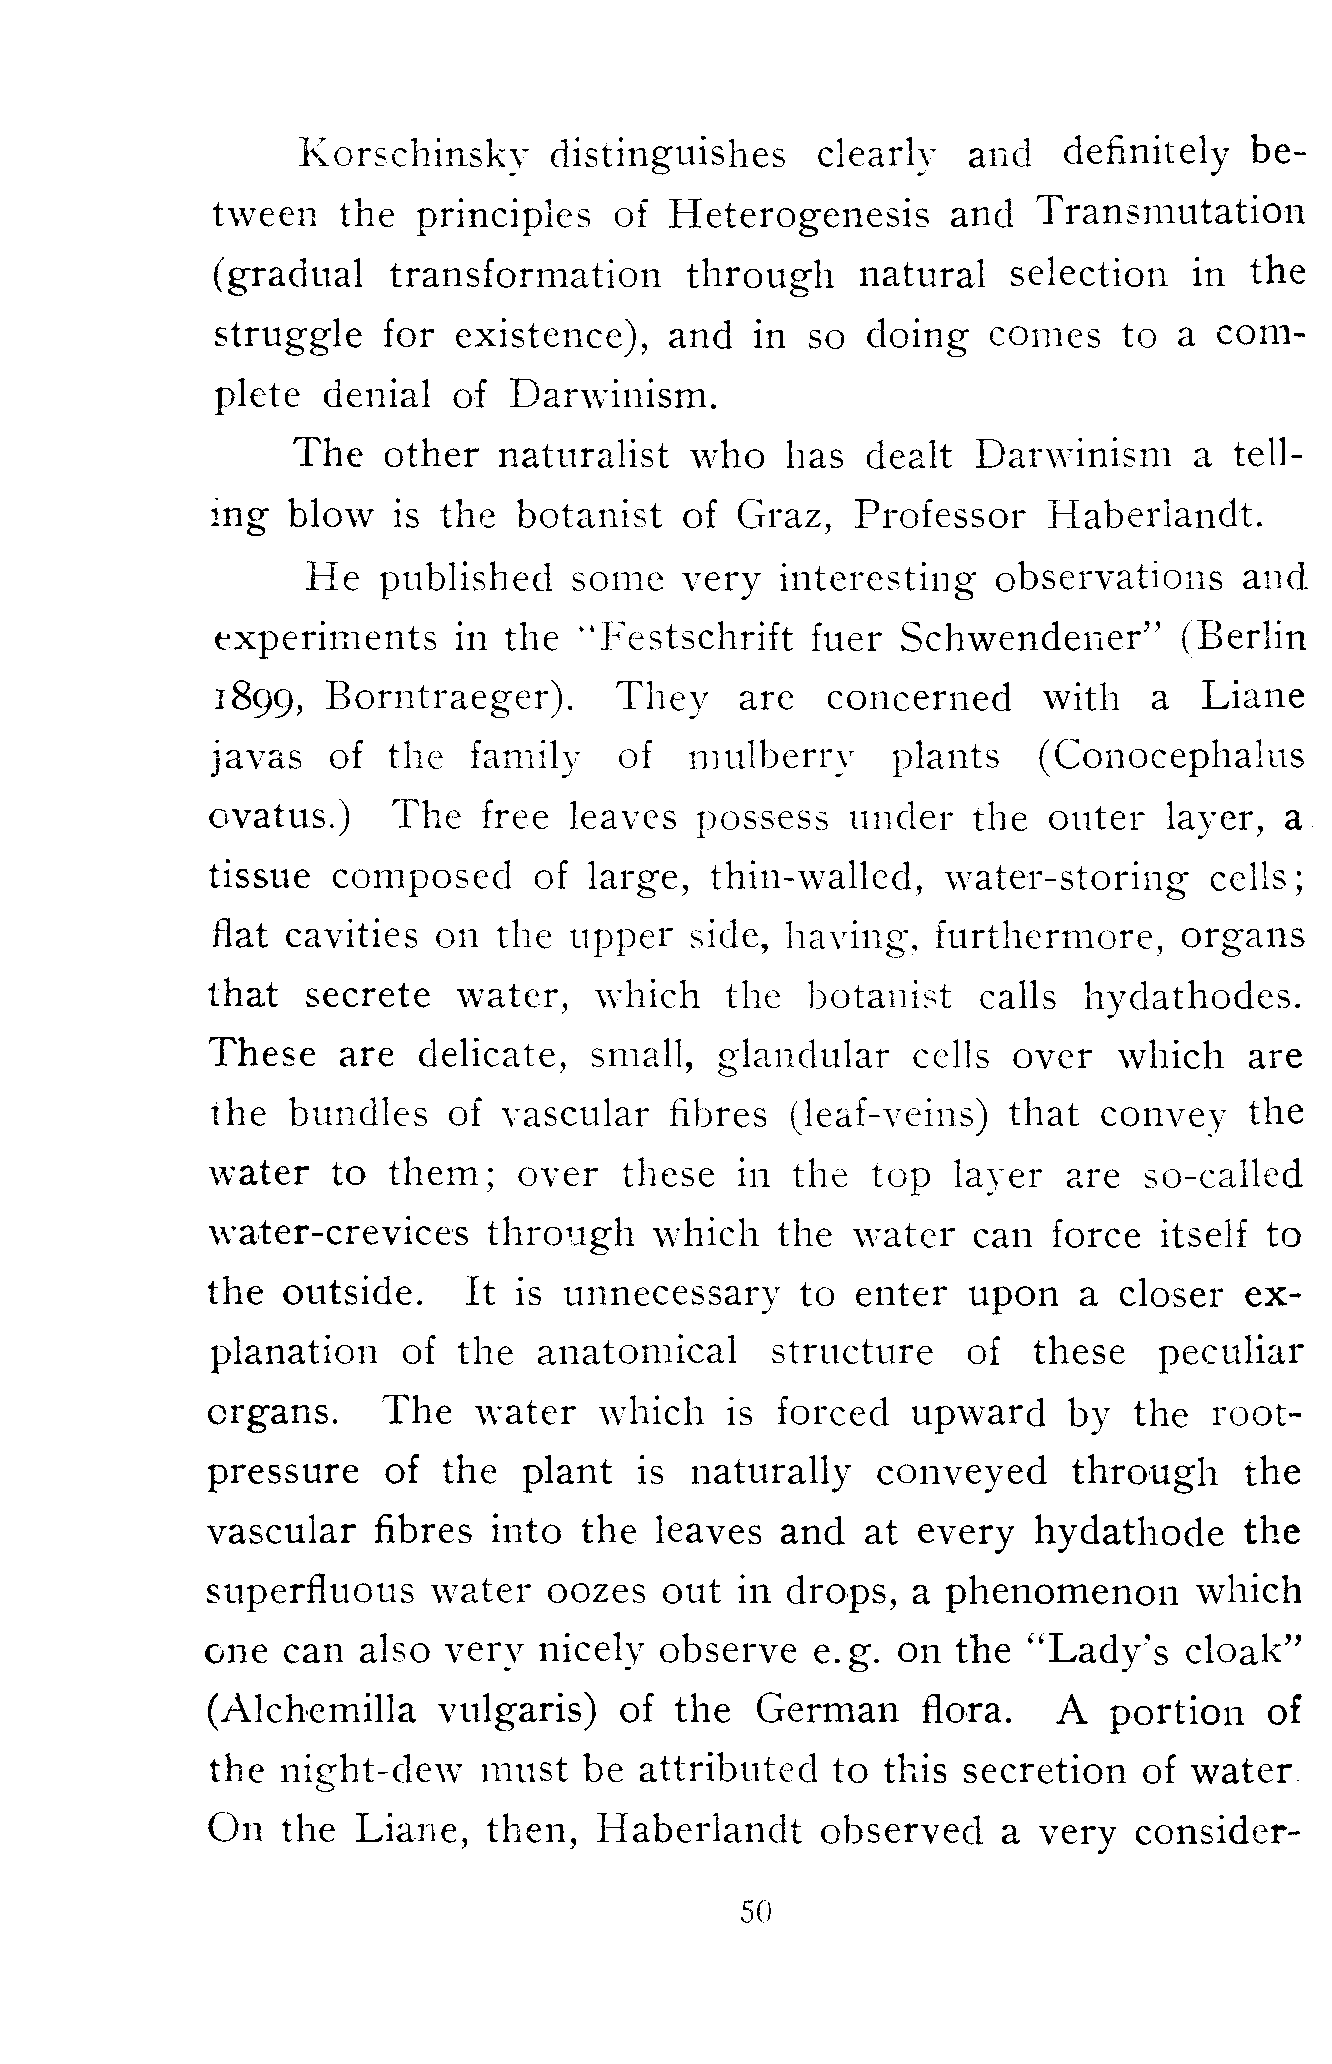 Korschinsky distinguishes clearly and definitely be-
tween the principles of Heterogenesis and Transmutation
(gradual transformation through natural selection in the
struggle for existence), and in so doing comes to a com-
plete denial of Darwinism.
The other naturalist who has dealt Darwinism a tell-
ing blow is the botanist of Graz, Professor Haberlandt.
He published some very interesting observations and
experiments in the "Festschrift fuer Schwendener" (Berlin
1899, Borntraeger). They are concerned with a Liane
javas of the family of mulberry plants (Conocephalus
ovatus.) The free leaves possess under the outer layer, a
tissue composed of large, thin-walled, water-storing cells;
flat cavities on the upper side, having, furthermore, organs
that secrete water, which the botanist calls hydathodes.
These are delicate, small, glandular cells over which are
the bundles of vascular fibres (leaf-veins) that convey the
water to them; over these in the top layer are so-called
water-crevices through which the water can force itself to
the outside. It is unnecessary to enter upon a closer ex-
planation of the anatomical structure of these peculiar
organs. The water which is forced upward by the root-
pressure of the plant is naturally conveyed through the
vascular fibres into the leaves and at every hydathode the
superfluous water oozes out in drops, a phenomenon which
one can also very nicely observe e.g. on the "Lady's cloak"
(Alchemilla vulgaris) of the German flora. A portion of
the night-dew must be attributed to this secretion of water.
On the Liane, then, Haberlandt observed a very consider-
50